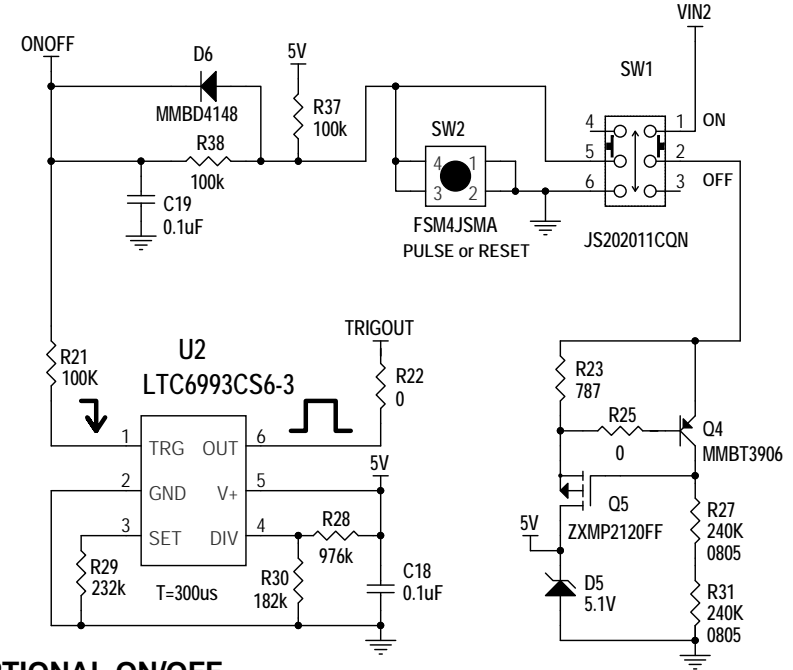 VIN2
ONOFF
D6
MMBD4148
5V
R37
100k
R38
100k
C19
0.1uF
SW2
4 1
3 2
FSM4JSMA
PULSE or RESET
SW1
4 1 ON
5 2
6 3 OFF
JS202011CQN
R21
100K
U2
LTC6993CS6-3
TRIGOUT
R22
0
1 TRG OUT 6
2 GND V+ 5
3 SET DIV 4
5V
R28
976k
R29
232k
T=300us
R30
182k
C18
0.1uF
R23
787
R25
0
Q4
MMBT3906
Q5
ZXMP2120FF
5V
D5
5.1V
R27
240K
0805
R31
240K
0805